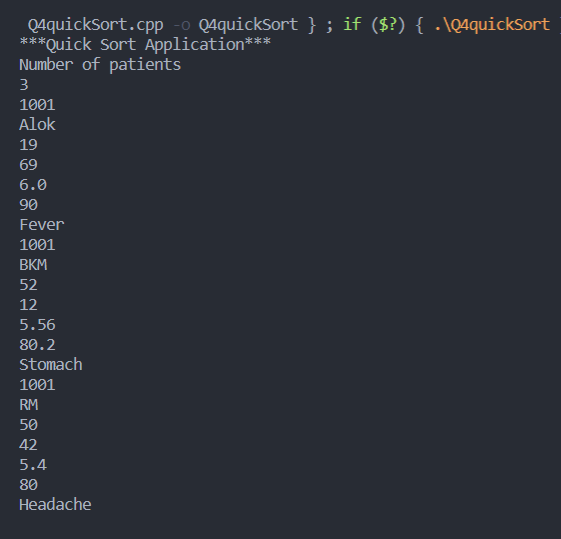 Q4quickSort.cpp -o Q4quickSort } ; if ($?) { .\Q4quickSort }
***Quick Sort Application***
Number of patients
3
1001
Alok
19
69
6.0
90
Fever
1001
BKM
52
12
5.56
80.2
Stomach
1001
RM
50
42
5.4
80
Headache